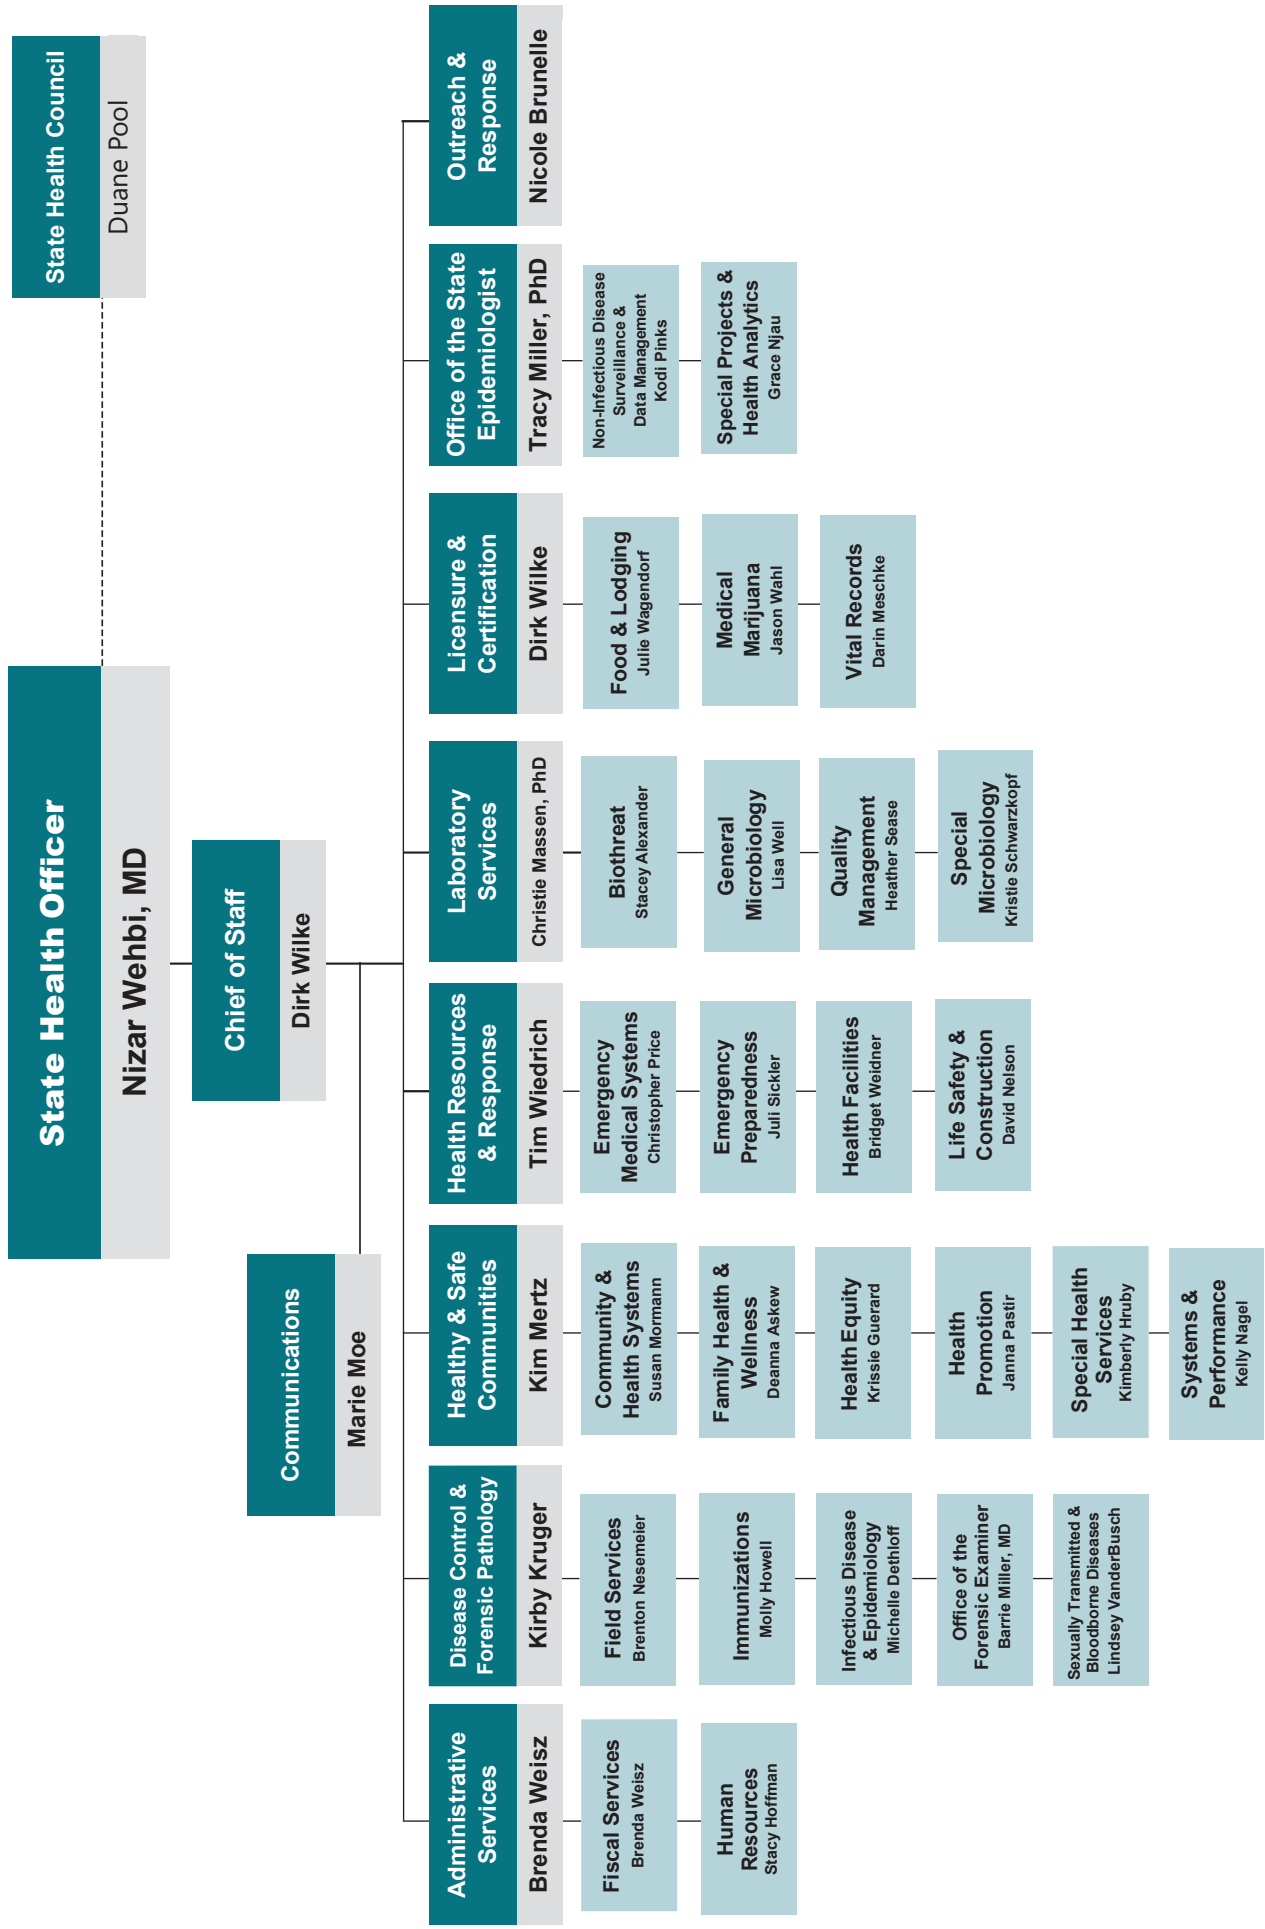 State Health Officer
Nizar Wehbi, MD
State Health Council
Duane Pool
Chief of Staff
Dirk Wilke
Communications
Marie Moe
Administrative
Services
Brenda Weisz
Fiscal Services
Brenda Weisz
Human
Resources
Stacy Hoffman
Disease Control &
Forensic Pathology
Kirby Kruger
Field Services
Brenton Nesemeier
Immunizations
Molly Howell
Infectious Disease
& Epidemiology
Michelle Dethloff
Office of the
Forensic Examiner
Barrie Miller, MD
Sexually Transmitted &
Bloodborne Diseases
Lindsey VanderBusch
Healthy & Safe
Communities
Kim Mertz
Community &
Health Systems
Susan Mormann
Family Health &
Wellness
Deanna Askew
Health Equity
Krissie Guerard
Health
Promotion
Janna Pastir
Special Health
Services
Kimberly Hruby
Systems &
Performance
Kelly Nagel
Health Resources
& Response
Tim Wiedrich
Emergency
Medical Systems
Christopher Price
Emergency
Preparedness
Juli Sickler
Health Facilities
Bridget Weidner
Life Safety &
Construction
David Nelson
Laboratory
Services
Christie Massen, PhD
Biothreat
Stacey Alexander
General
Microbiology
Lisa Well
Quality
Management
Heather Sease
Special
Microbiology
Kristie Schwarzkopf
Licensure &
Certification
Dirk Wilke
Food & Lodging
Julie Wagendorf
Medical
Marijuana
Jason Wahl
Vital Records
Darin Meschke
Office of the State
Epidemiologist
Tracy Miller, PhD
Non-Infectious Disease
Surveillance &
Data Management
Kodi Pinks
Special Projects &
Health Analytics
Grace Njau
Outreach &
Response
Nicole Brunelle